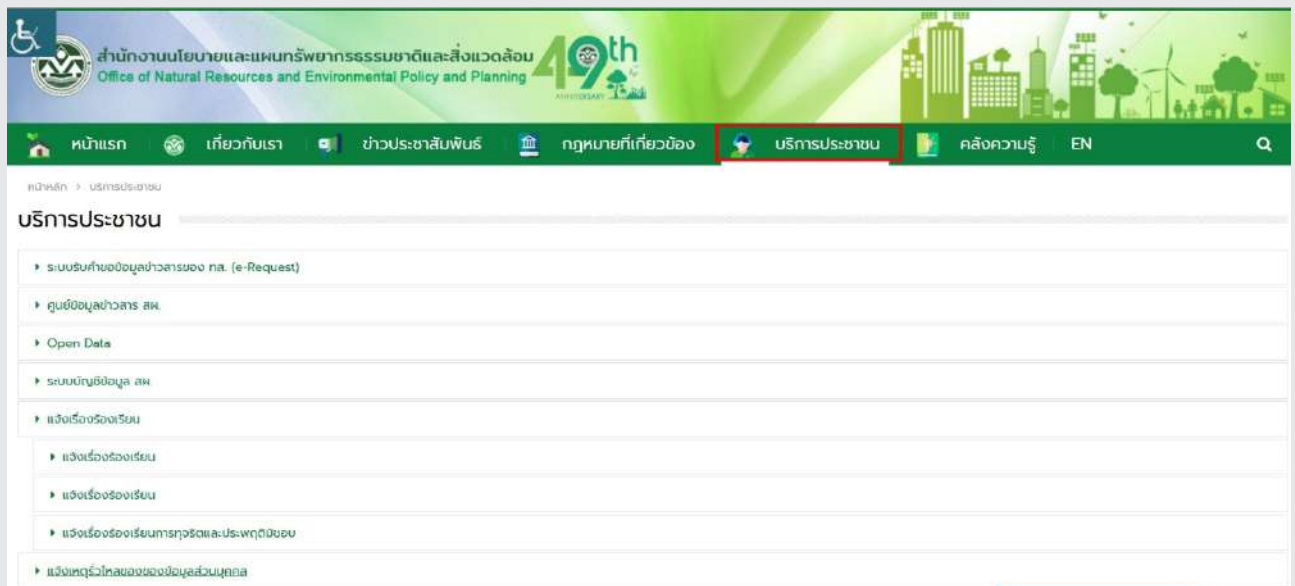 สำนักงานนโยบายและแผนทรัพยากรธรรมชาติและสิ่งแวดล้อม
Office of Natural Resources and Environmental Policy and Planning
49th
ANNIVERSARY
หน้าแรก เกี่ยวกับเรา ข่าวประชาสัมพันธ์ กฎหมายที่เกี่ยวข้อง บริการประชาชน คลังความรู้ EN
หน้าหลัก > บริการประชาชน
บริการประชาชน
ระบบรับคำขอข้อมูลข่าวสารของ ทส. (e-Request)
ศูนย์ข้อมูลข่าวสาร สผ.
Open Data
ระบบบัญชีข้อมูล สผ.
แจ้งเรื่องร้องเรียน
แจ้งเรื่องร้องเรียน
แจ้งเรื่องร้องเรียน
แจ้งเรื่องร้องเรียนการทุจริตและประพฤติมิชอบ
แจ้งเหตุรั่วไหลของของข้อมูลส่วนบุคคล